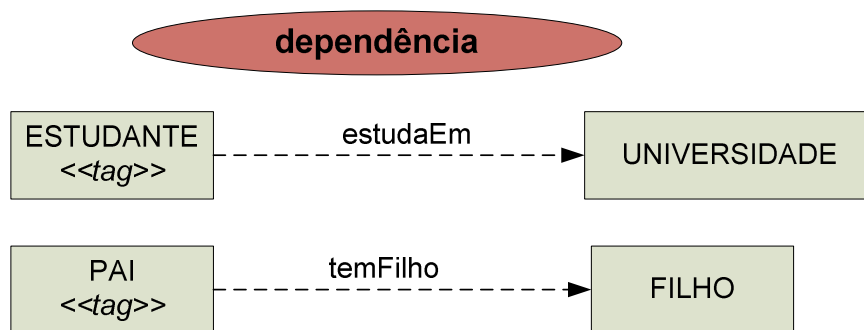 dependência
ESTUDANTE
<<tag>>
estudaEm
UNIVERSIDADE
PAI
<<tag>>
temFilho
FILHO